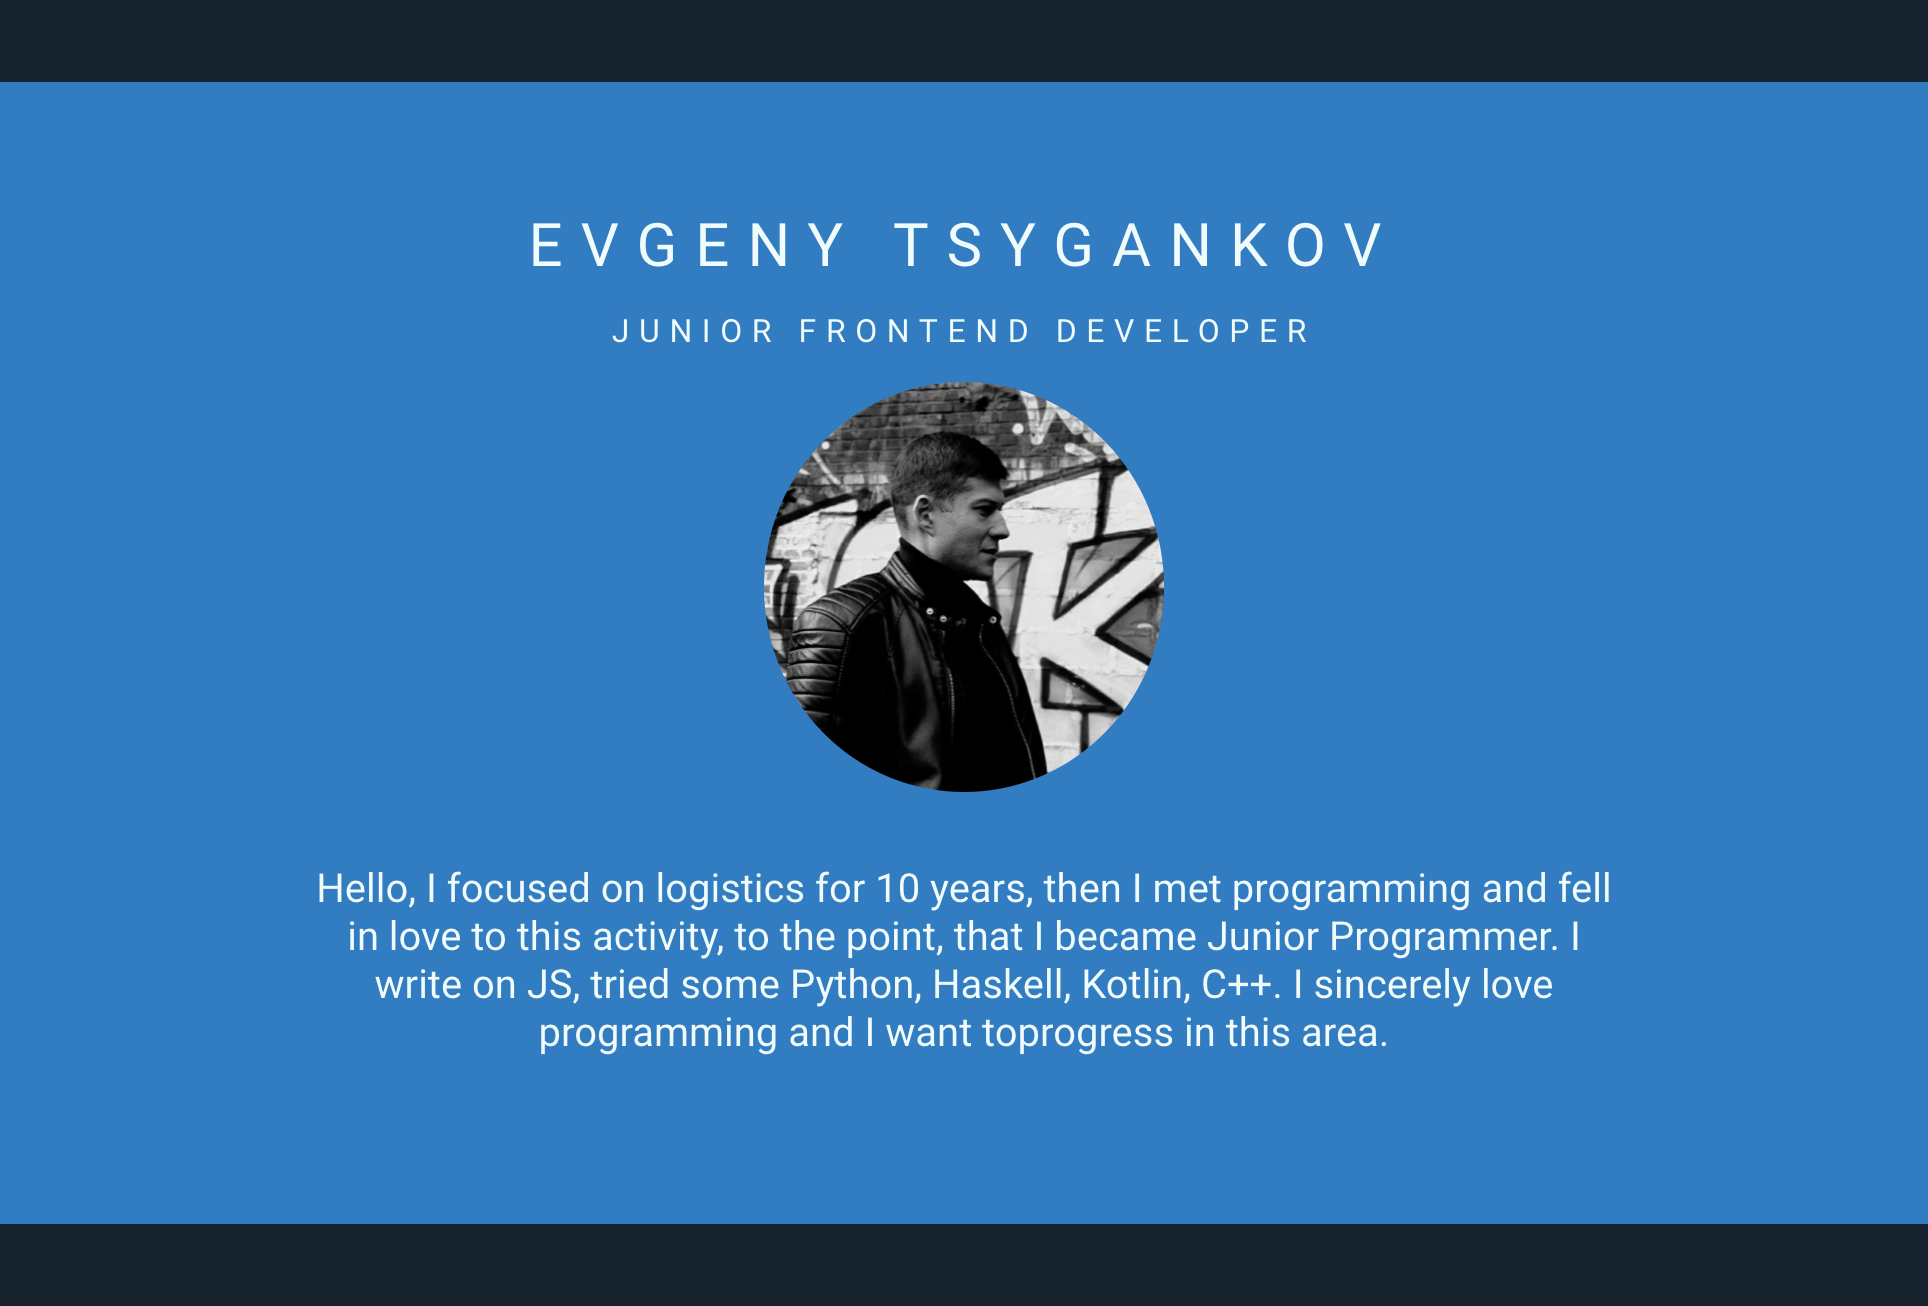 EVGENY TSYGANKOV
JUNIOR FRONTEND DEVELOPER
Hello, I focused on logistics for 10 years, then I met programming and fell
in love to this activity, to the point, that I became Junior Programmer. I
write on JS, tried some Python, Haskell, Kotlin, C++. I sincerely love
programming and I want toprogress in this area.